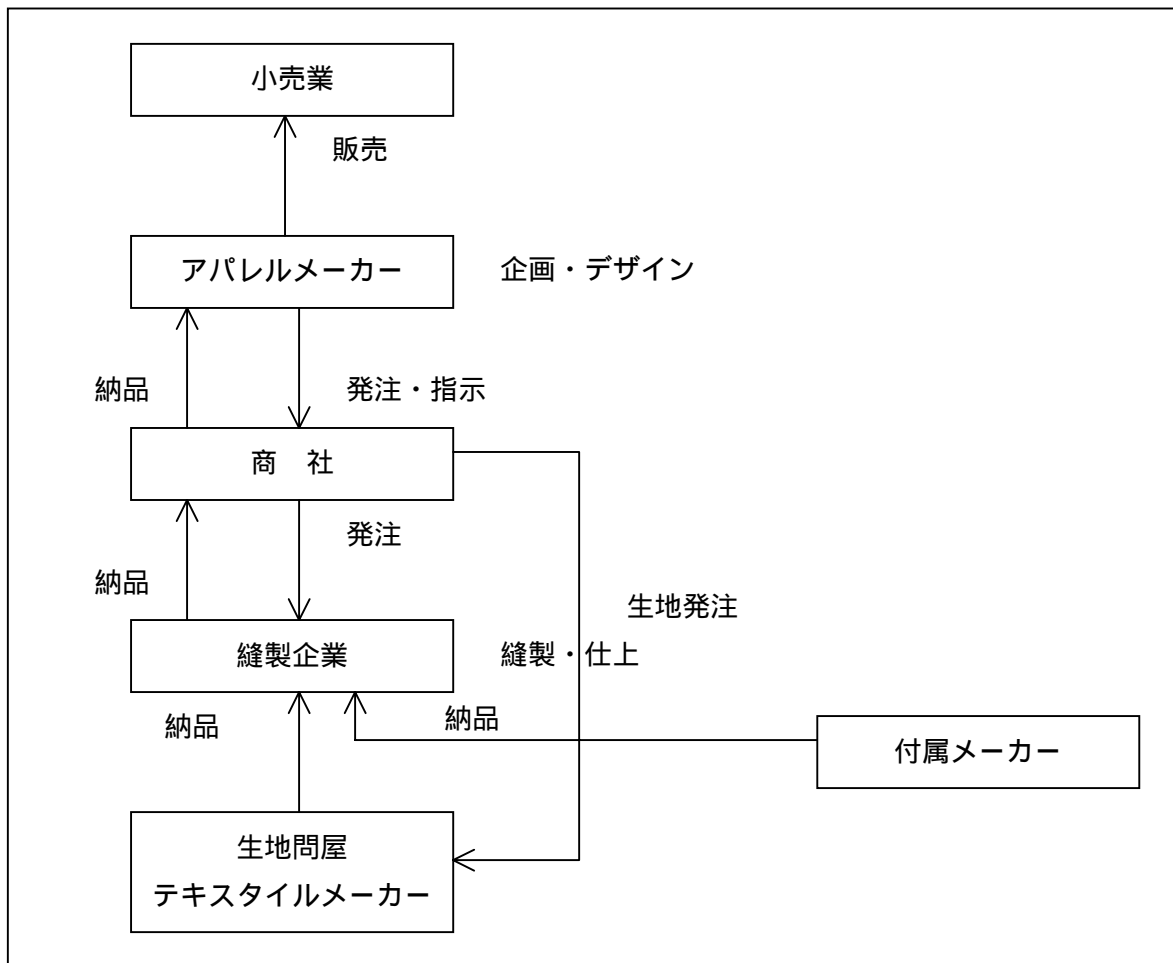 小売業
販売
アパレルメーカー
企画・デザイン
納品
発注・指示
商　社
発注
納品
生地発注
縫製企業
縫製・仕上
納品
納品
付属メーカー
生地問屋
テキスタイルメーカー